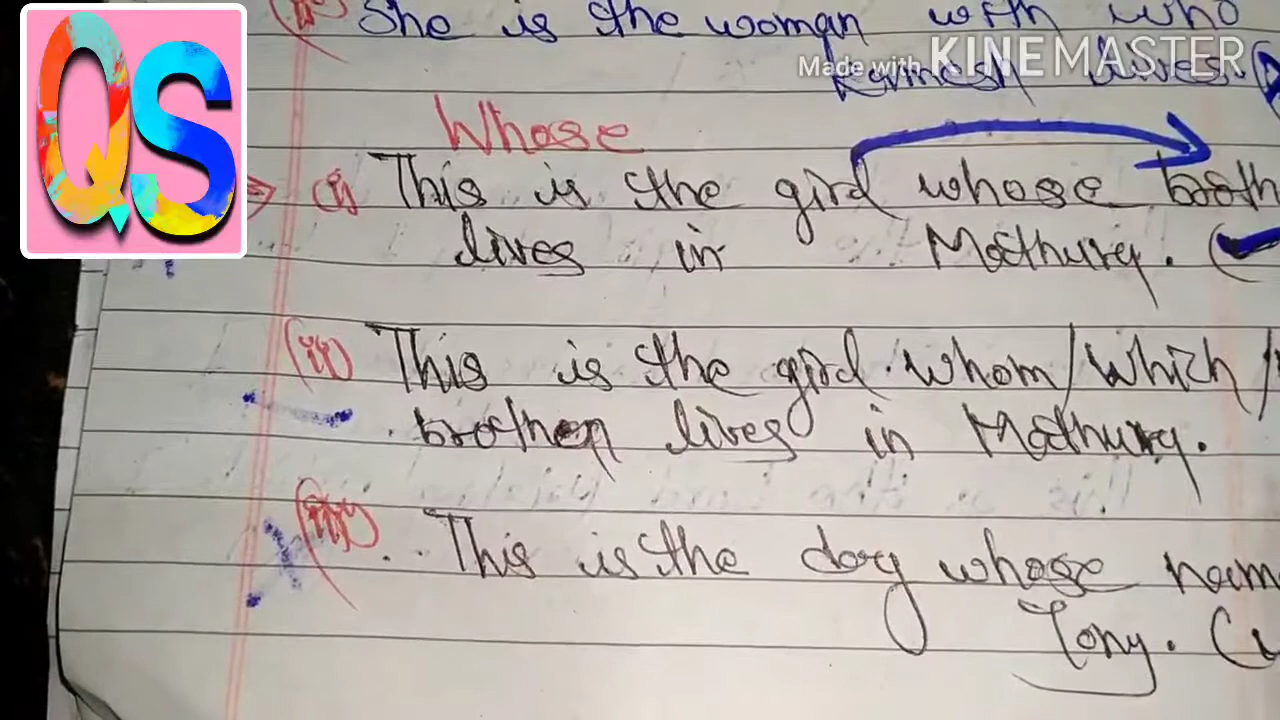 QS
She is the woman with who
Ramesh lives.
Made with KINEMASTER
Whose
(i) This is the girl whose broth
lives in Mathura. (
(ii) This is the girl whom/which/
brother lives in Mathura.
(iii) This is the dog whose nam
Tony. (